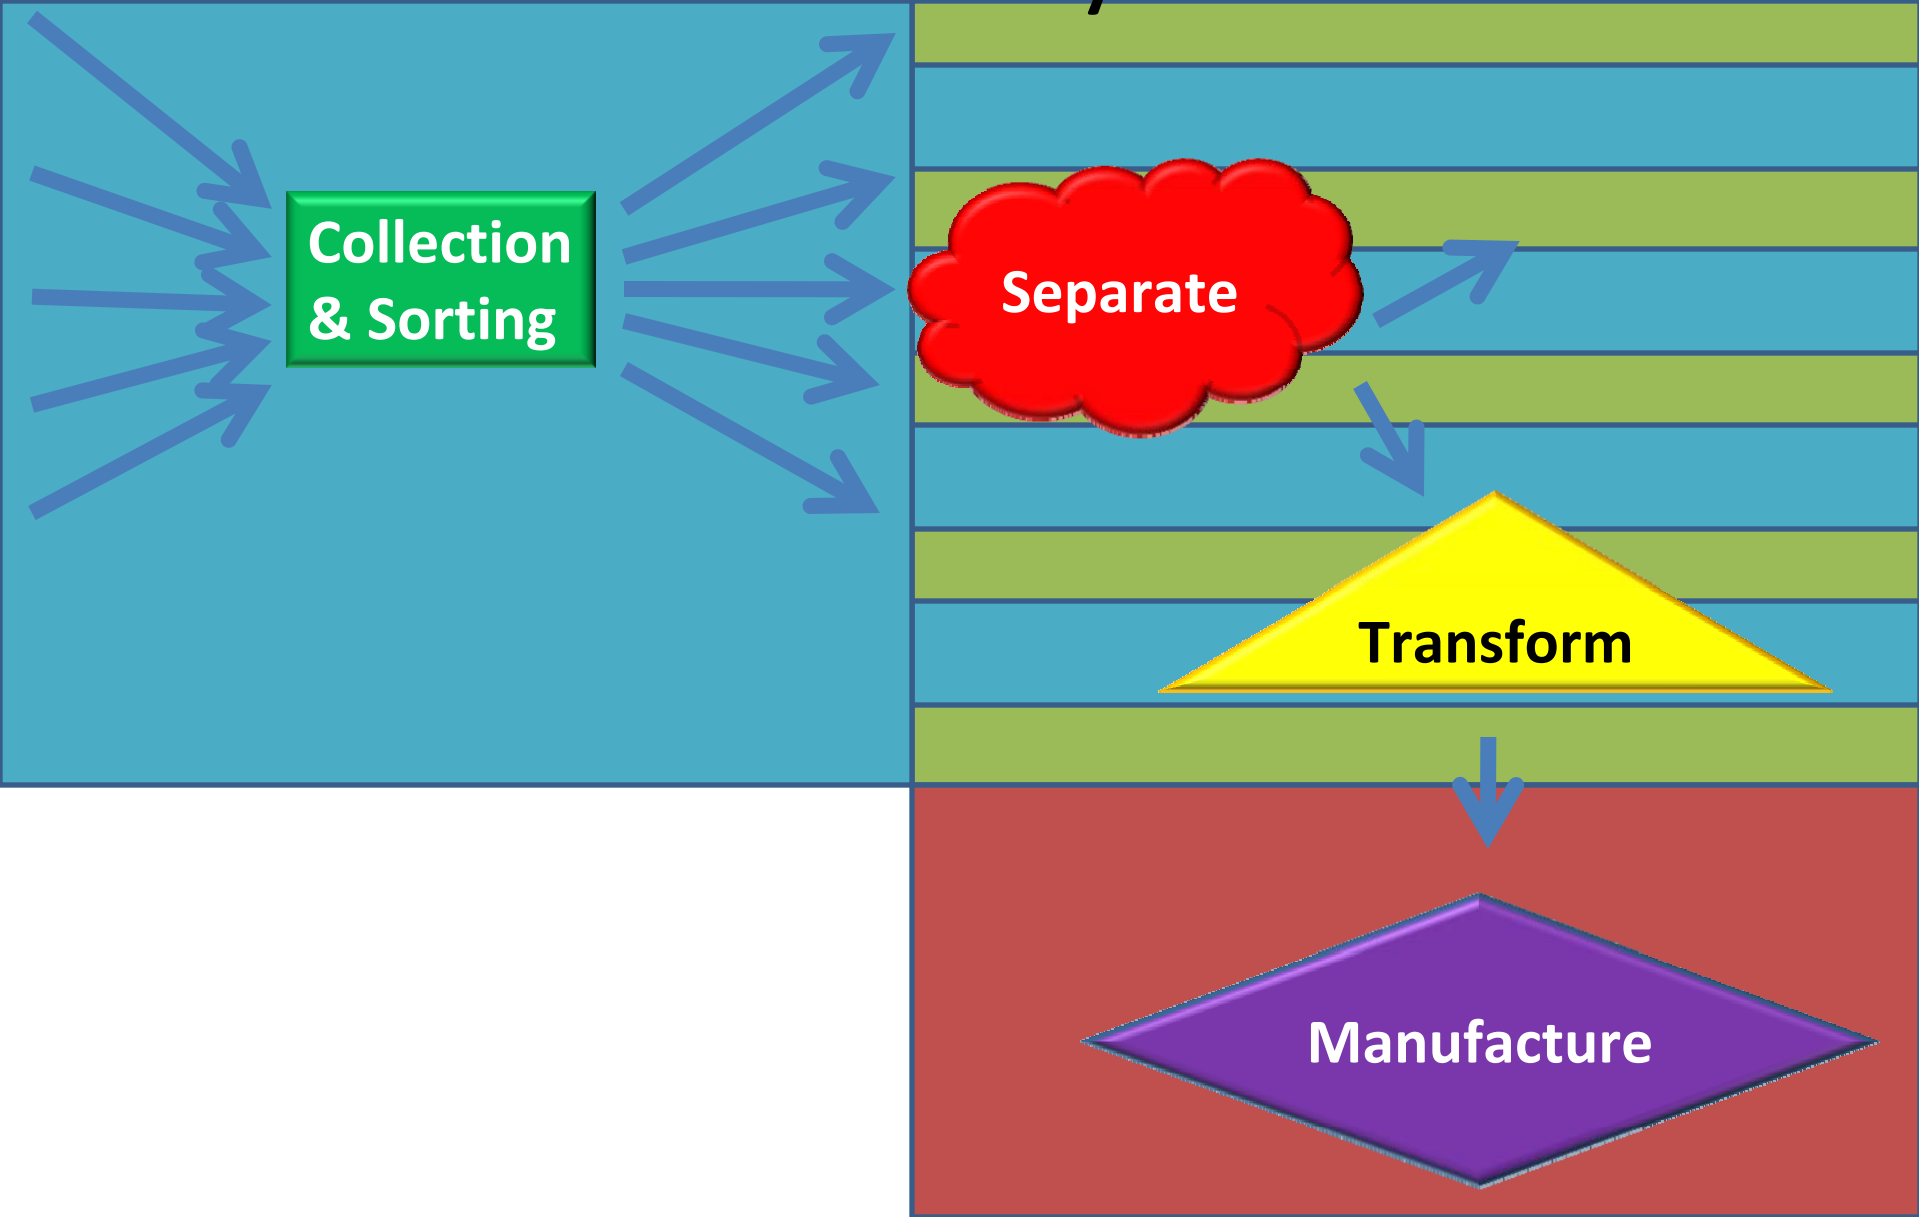 Collection
& Sorting
Separate
Transform
Manufacture